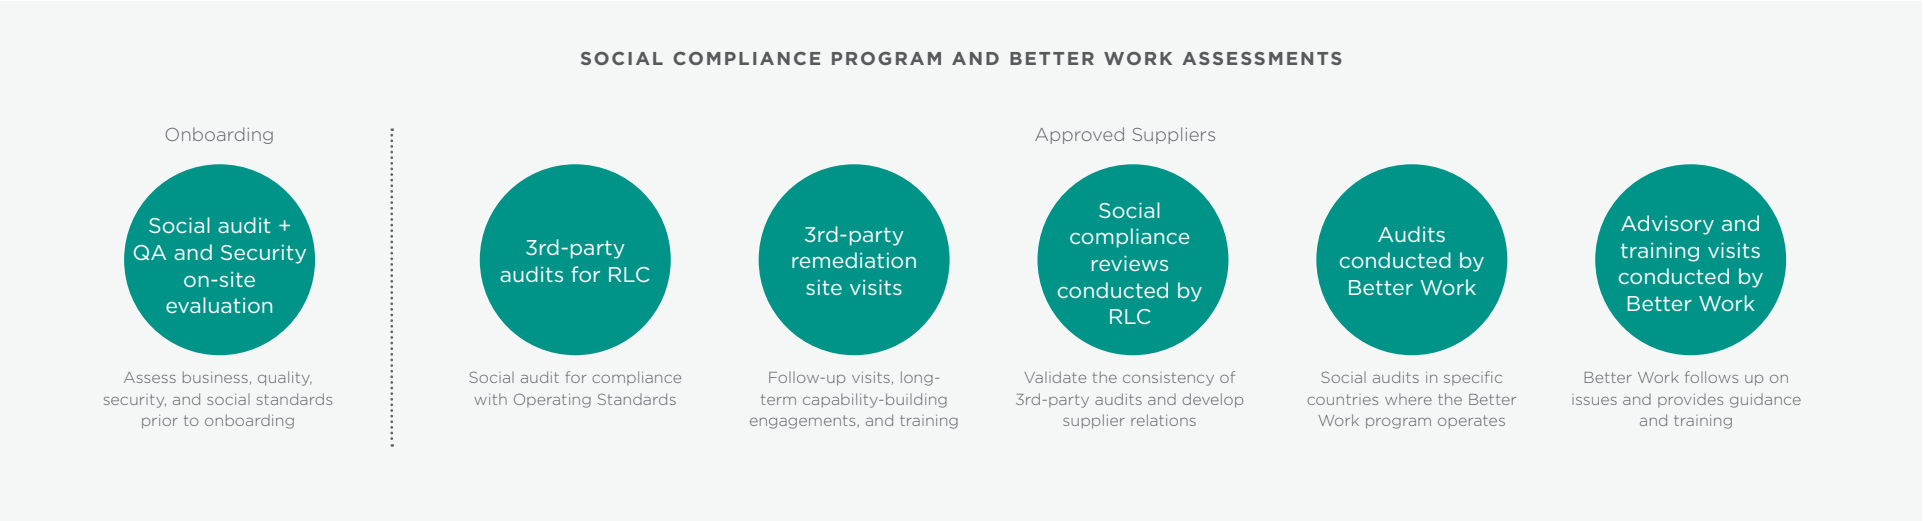 SOCIAL COMPLIANCE PROGRAM AND BETTER WORK ASSESSMENTS
Onboarding
Social audit +
QA and Security
on-site
evaluation
Assess business, quality,
security, and social standards
prior to onboarding
Approved Suppliers
3rd-party
audits for RLC
Social audit for compliance
with Operating Standards
3rd-party
remediation
site visits
Follow-up visits, long-
term capability-building
engagements, and training
Social
compliance
reviews
conducted by
RLC
Validate the consistency of
3rd-party audits and develop
supplier relations
Audits
conducted by
Better Work
Social audits in specific
countries where the Better
Work program operates
Advisory and
training visits
conducted by
Better Work
Better Work follows up on
issues and provides guidance
and training